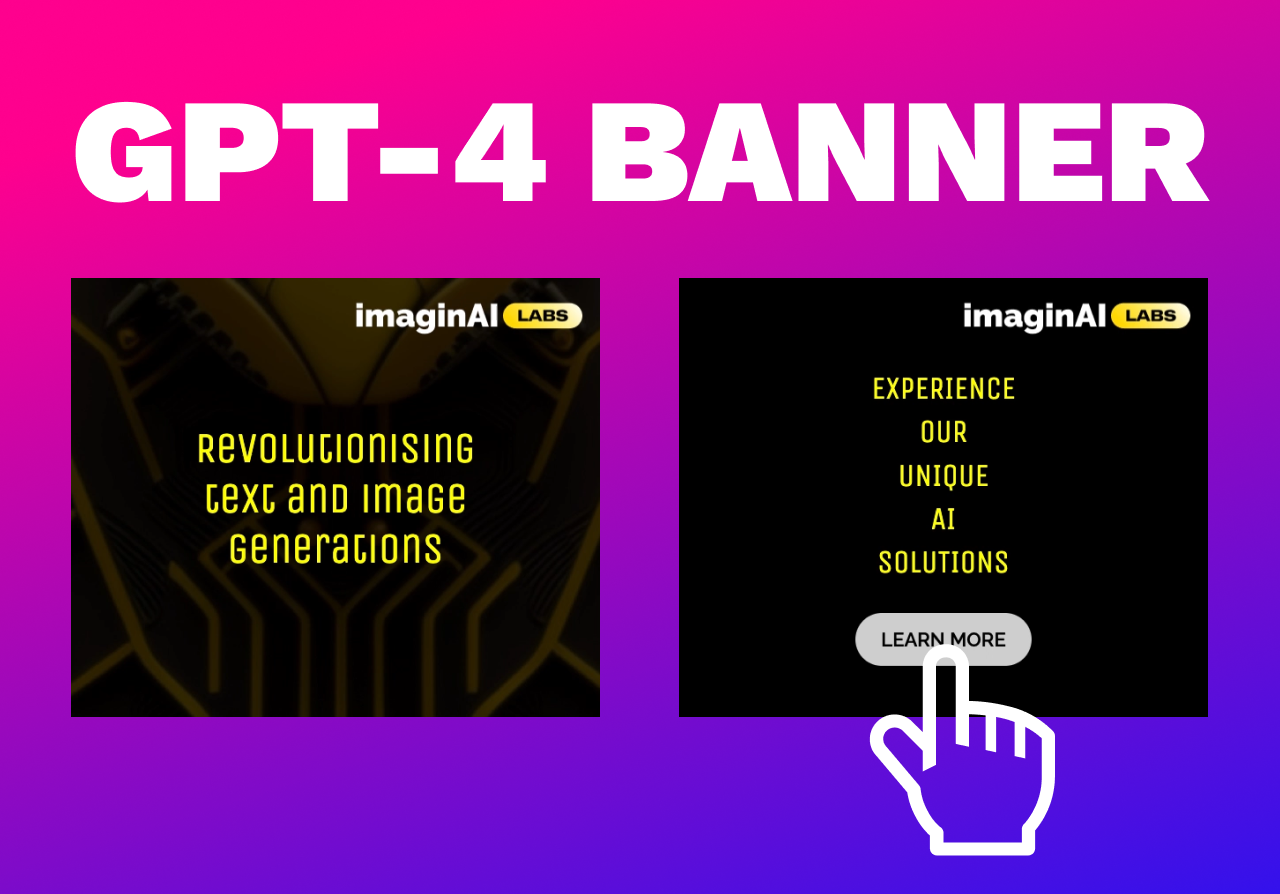 GPT-4 BANNER
imaginAI LABS
Revolutionising
text and image
generations
imaginAI LABS
EXPERIENCE
OUR
UNIQUE
AI
SOLUTIONS
LEARN MORE